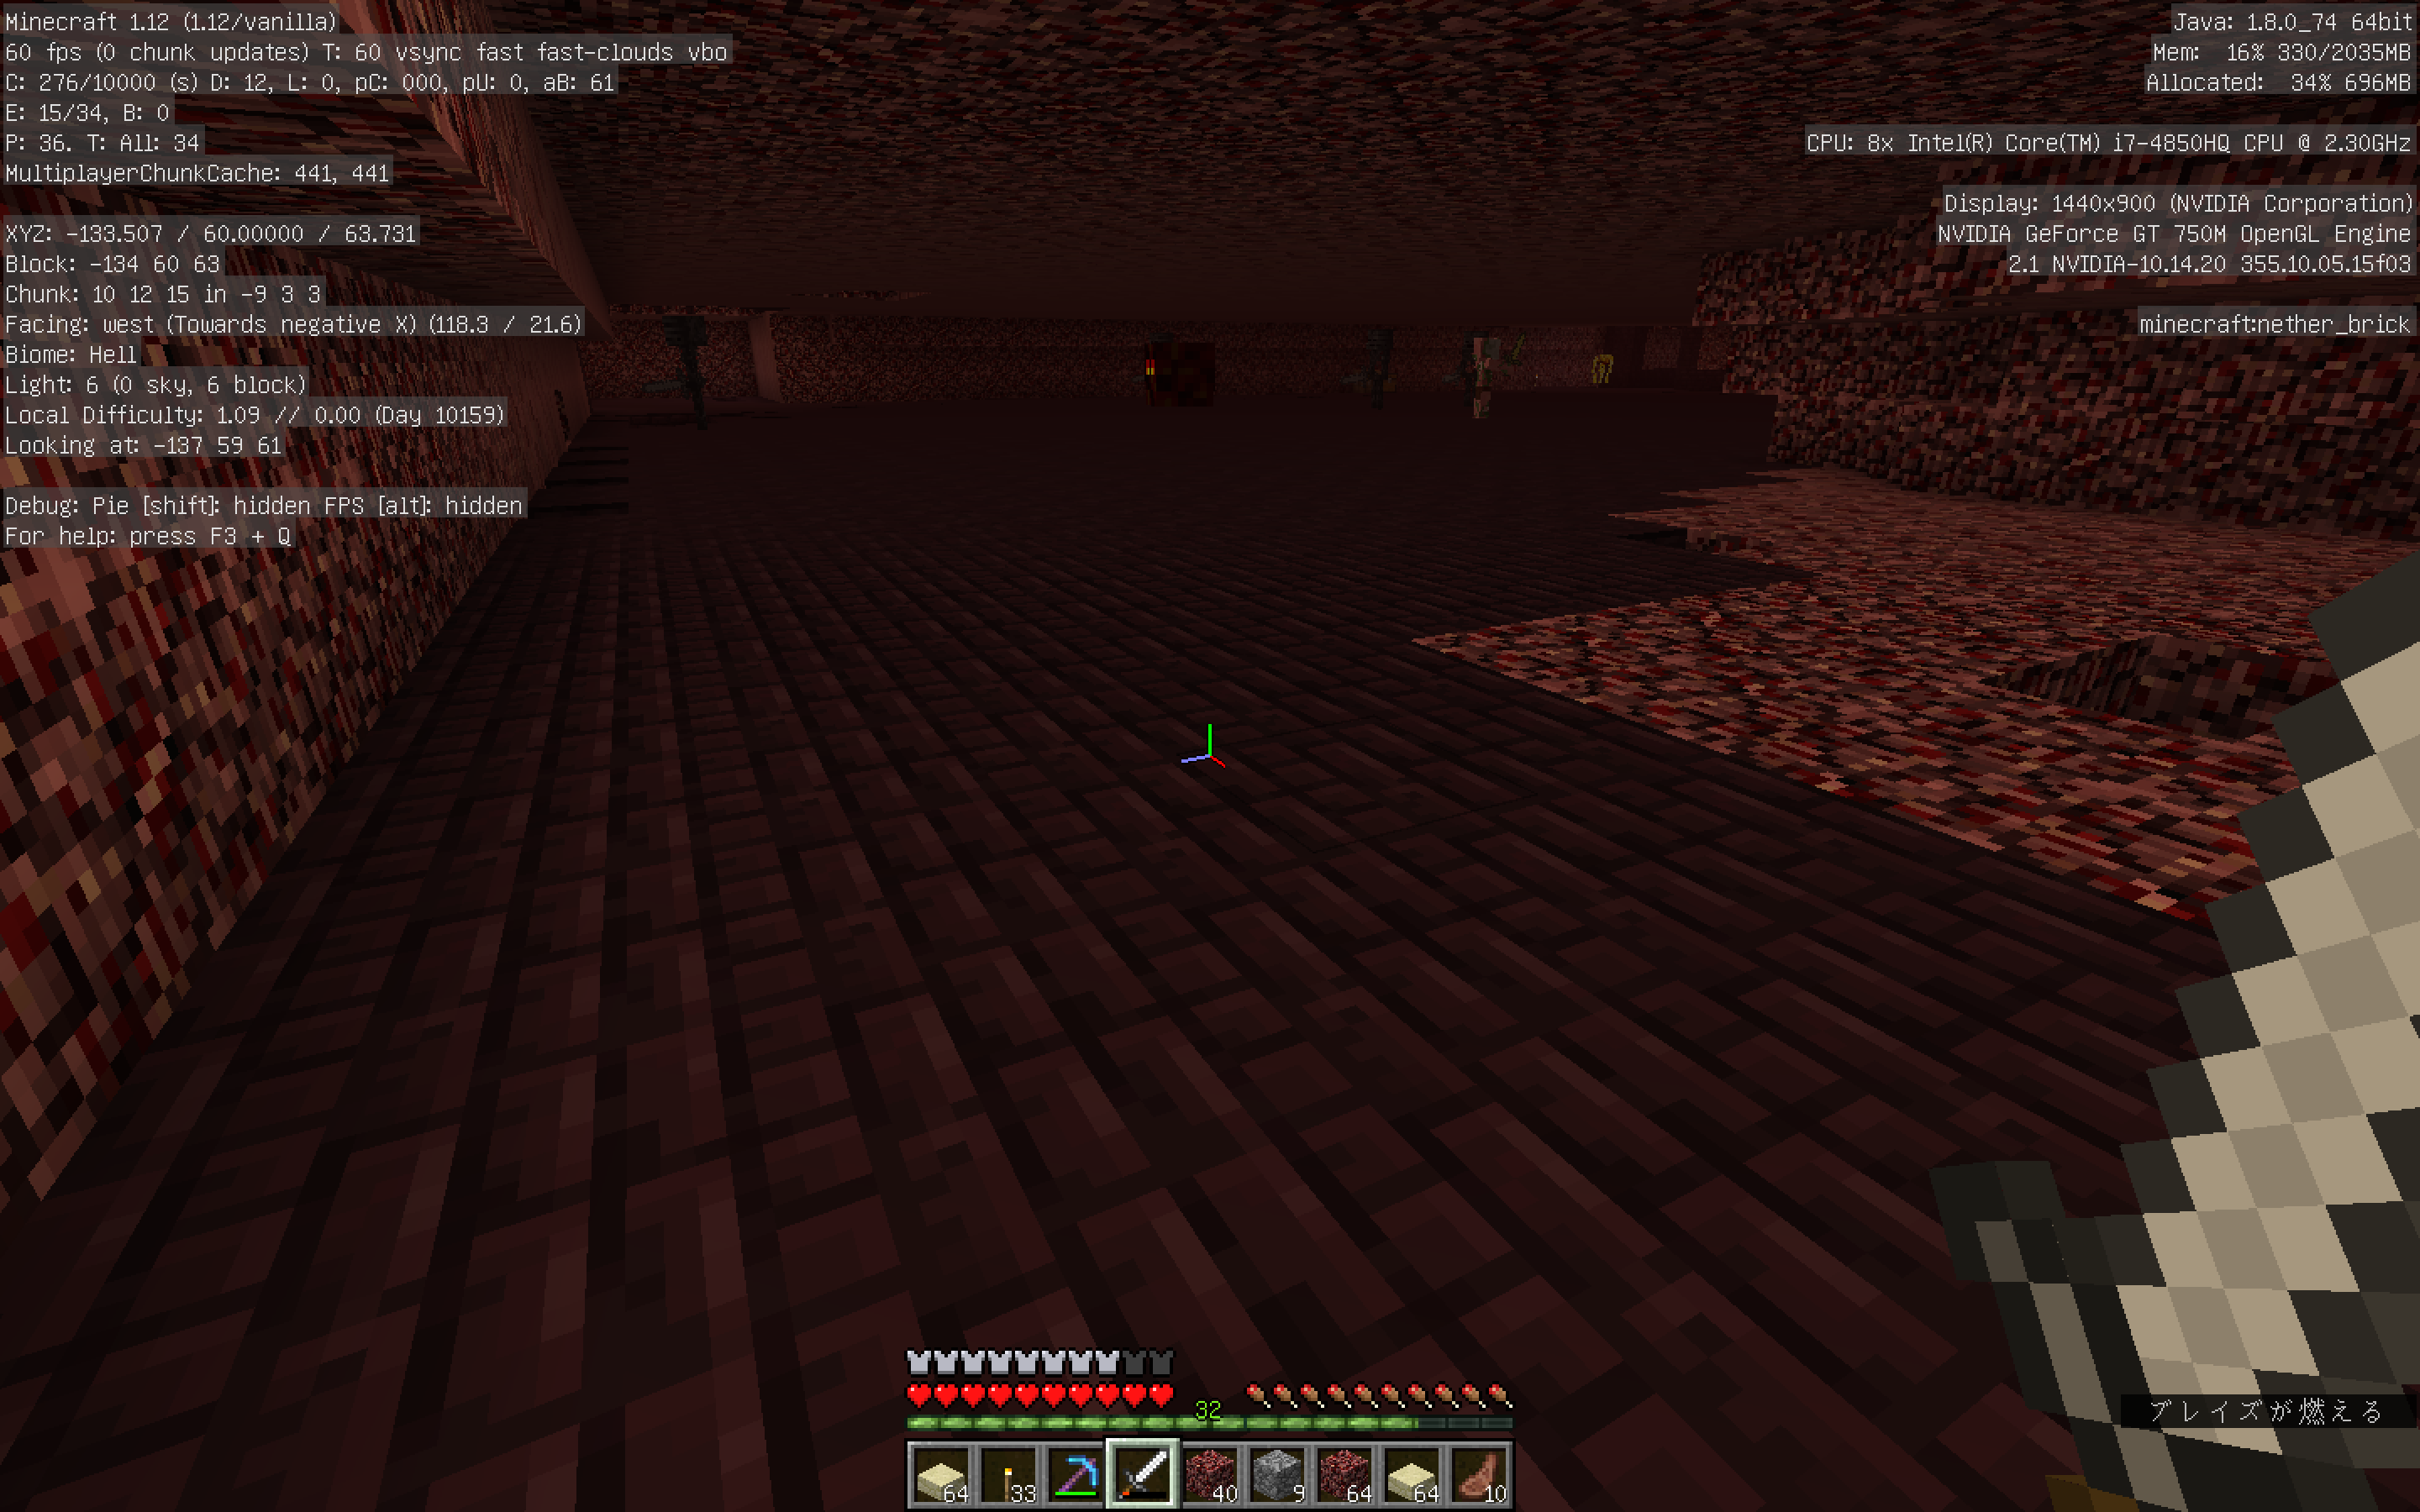 Minecraft 1.12 (1.12/vanilla)
60 fps (0 chunk updates) T: 60 vsync fast fast-clouds vbo
C: 276/10000 (s) D: 12, L: 0, pC: 000, pU: 0, aB: 61
E: 15/34, B: 0
P: 36. T: All: 34
MultiplayerChunkCache: 441, 441
XYZ: -133.507 / 60.00000 / 63.731
Block: -134 60 63
Chunk: 10 12 15 in -9 3 3
Facing: west (Towards negative X) (118.3 / 21.6)
Biome: Hell
Light: 6 (0 sky, 6 block)
Local Difficulty: 1.09 // 0.00 (Day 10159)
Looking at: -137 59 61
Debug: Pie [shift]: hidden FPS [alt]: hidden
For help: press F3 + Q
Java: 1.8.0_74 64bit
Mem: 16% 330/2035MB
Allocated: 34% 696MB
CPU: 8x Intel(R) Core(TM) i7-4850HQ CPU @ 2.30GHz
Display: 1440x900 (NVIDIA Corporation)
NVIDIA GeForce GT 750M OpenGL Engine
2.1 NVIDIA-10.14.20 355.10.05.15f03
minecraft:nether_brick
ブレイズが燃える
32
64 33 40 9 64 64 10